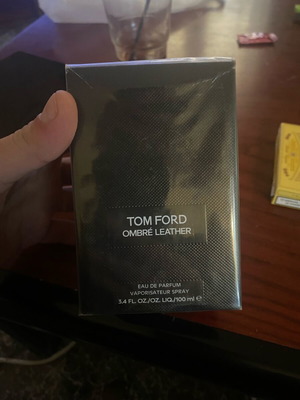 TOM FORD
OMBRÉ LEATHER
EAU DE PARFUM
VAPORISATEUR SPRAY
3.4 FL. OZ./OZ. LIQ./100 ml e